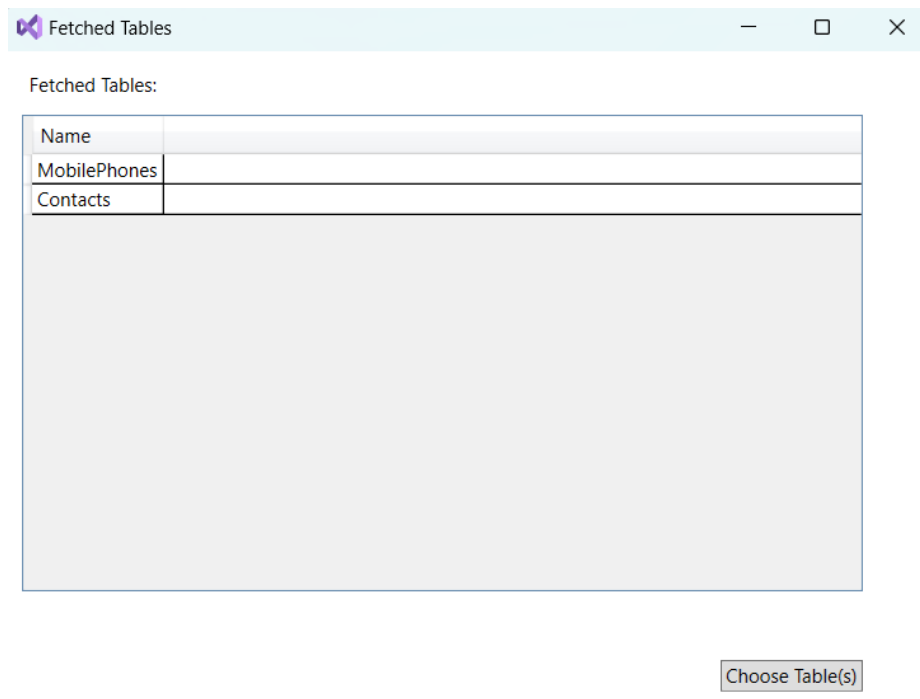 Fetched Tables
Fetched Tables:
Name
MobilePhones
Contacts
Choose Table(s)